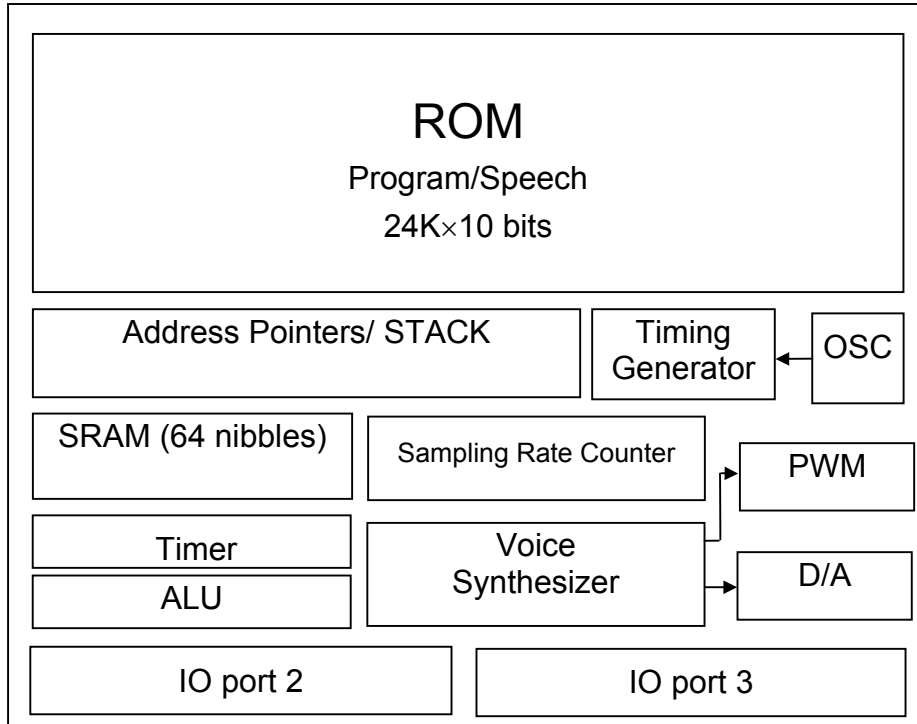 ROM
Program/Speech
24K×10 bits
Address Pointers/ STACK
Timing
Generator
OSC
SRAM (64 nibbles)
Sampling Rate Counter
PWM
Timer
Voice
Synthesizer
D/A
ALU
IO port 2
IO port 3